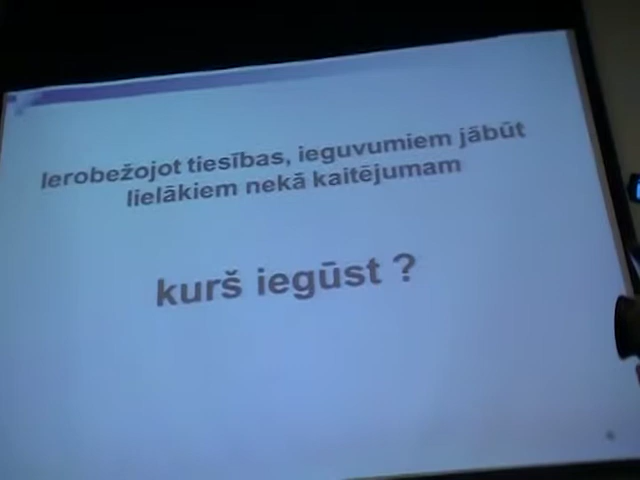 Ierobežojot tiesības, ieguvumiem jābūt
lielākiem nekā kaitējumam
kurš iegūst ?